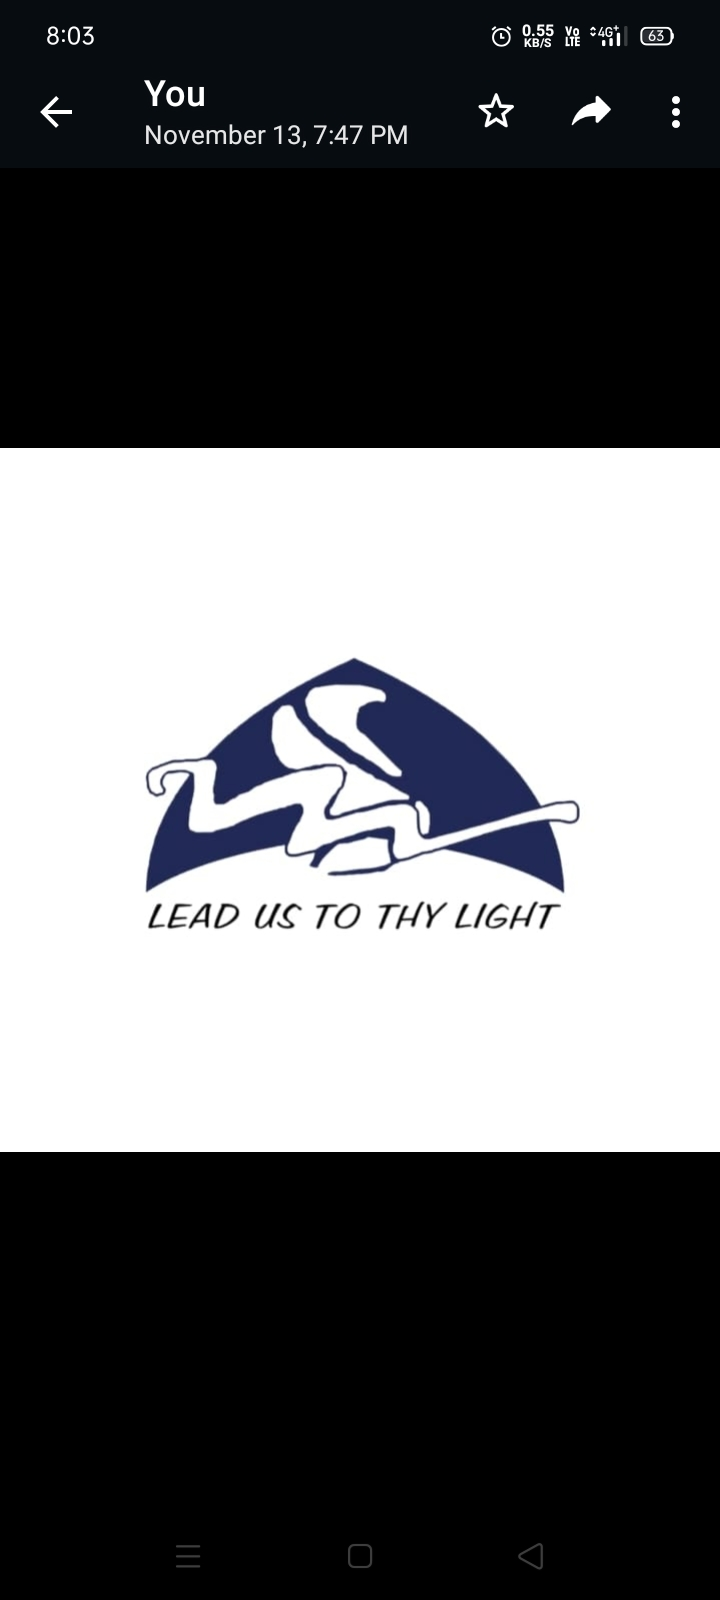 8:03
0.55
KB/S
Vo
LTE
4G+
63
You
November 13, 7:47 PM
LEAD US TO THY LIGHT